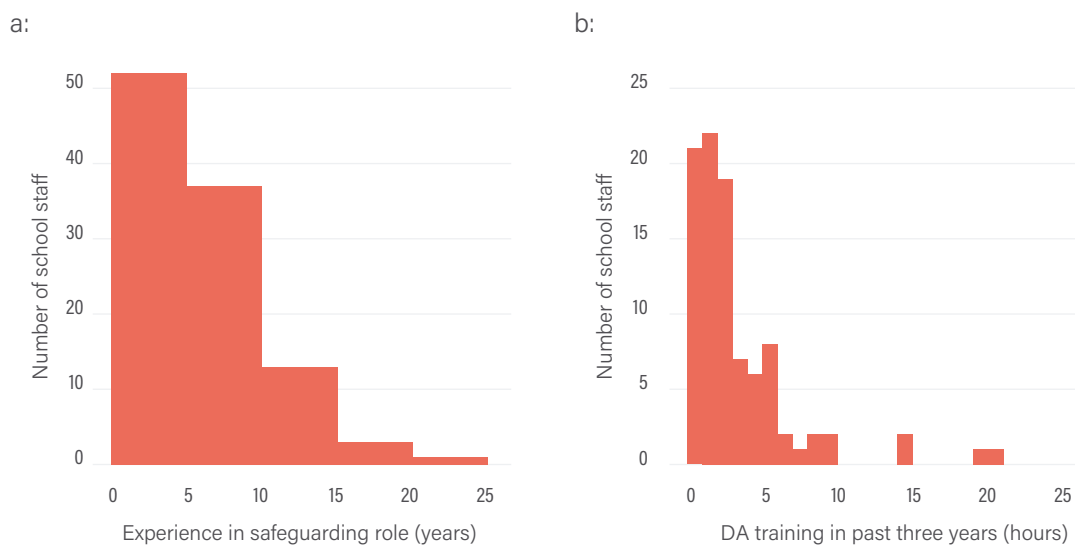 a:
50
40
30
20
10
0
Number of school staff
0 5 10 15 20 25
Experience in safeguarding role (years)
b:
25
20
15
10
5
0
Number of school staff
0 5 10 15 20 25
DA training in past three years (hours)